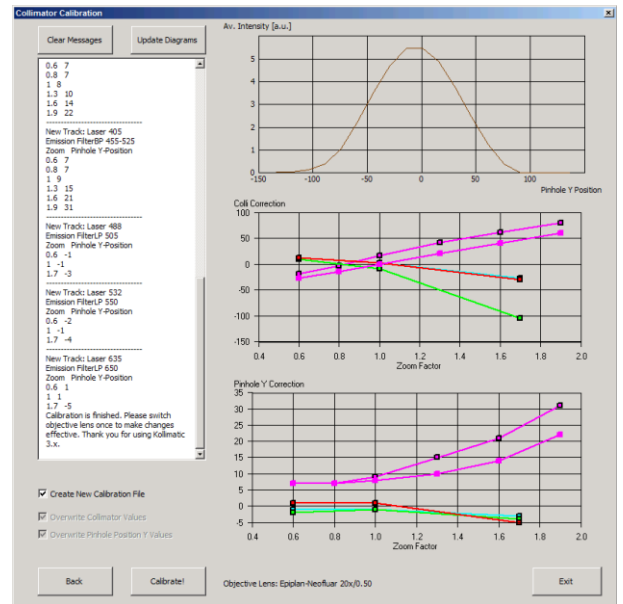 Collimator Calibration
Clear Messages
Update Diagrams
0.6 7
0.8 7
1 8
1.3 10
1.6 14
1.9 22
--------------------------------
New Track: Laser 405
Emission FilterBP 455-525
Zoom Pinhole Y-Position
0.6 7
0.8 7
1 9
1.3 15
1.6 21
1.9 31
--------------------------------
New Track: Laser 488
Emission FilterLP 505
Zoom Pinhole Y-Position
0.6 -1
1 -1
1.7 -3
--------------------------------
New Track: Laser 532
Emission FilterLP 550
Zoom Pinhole Y-Position
0.6 -2
1 -1
1.7 -4
--------------------------------
New Track: Laser 635
Emission FilterLP 650
Zoom Pinhole Y-Position
0.6 1
1 1
1.7 -5
Calibration is finished. Please switch
objective lens once to make changes
effective. Thank you for using Kollimatic
3.x.
Create New Calibration File
Overwrite Collimator Values
Overwrite Pinhole Position Y Values
Back
Calibrate!
Av. Intensity [a.u.]
5
4
3
2
1
0
-150 -100 -50 0 50 100
Pinhole Y Position
Colli Correction
100
50
0
-50
-100
-150
0.4 0.6 0.8 1.0 1.2 1.4 1.6 1.8 2.0
Zoom Factor
Pinhole Y Correction
35
30
25
20
15
10
5
0
-5
0.4 0.6 0.8 1.0 1.2 1.4 1.6 1.8 2.0
Zoom Factor
Objective Lens: Epiplan-Neofluar 20x/0.50
Exit